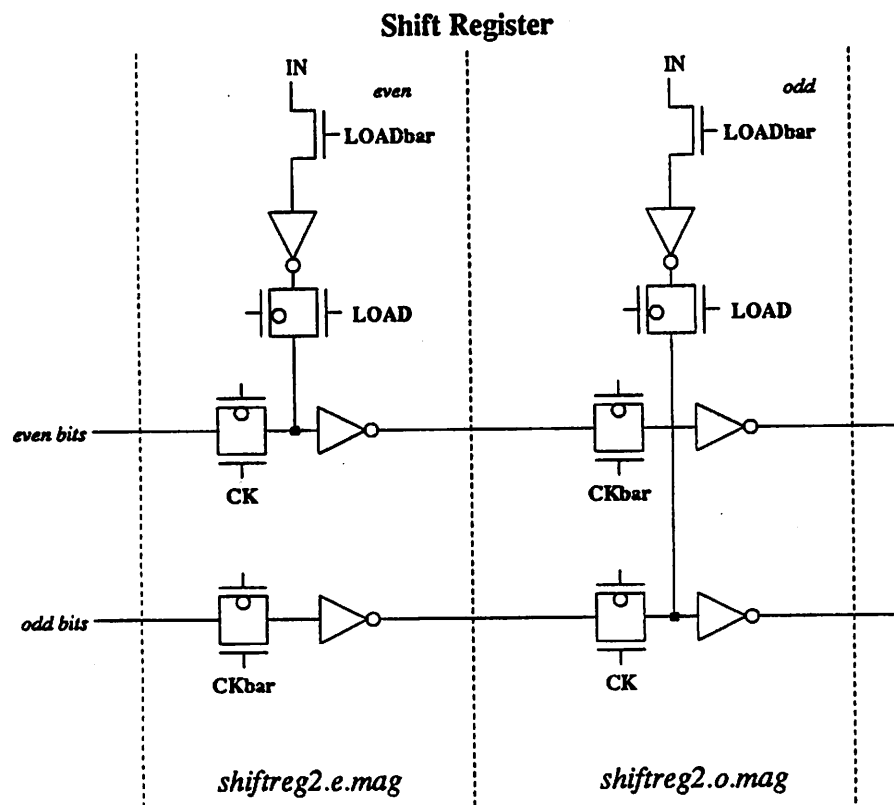 Shift Register
IN
even
LOADbar
LOAD
even bits
CK
odd bits
CKbar
shiftreg2.e.mag
IN
odd
LOADbar
LOAD
CKbar
CK
shiftreg2.o.mag